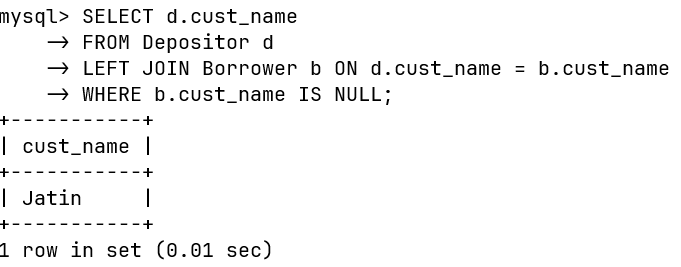 mysql> SELECT d.cust_name
    -> FROM Depositor d
    -> LEFT JOIN Borrower b ON d.cust_name = b.cust_name
    -> WHERE b.cust_name IS NULL;
+-----------+
| cust_name |
+-----------+
| Jatin     |
+-----------+
1 row in set (0.01 sec)